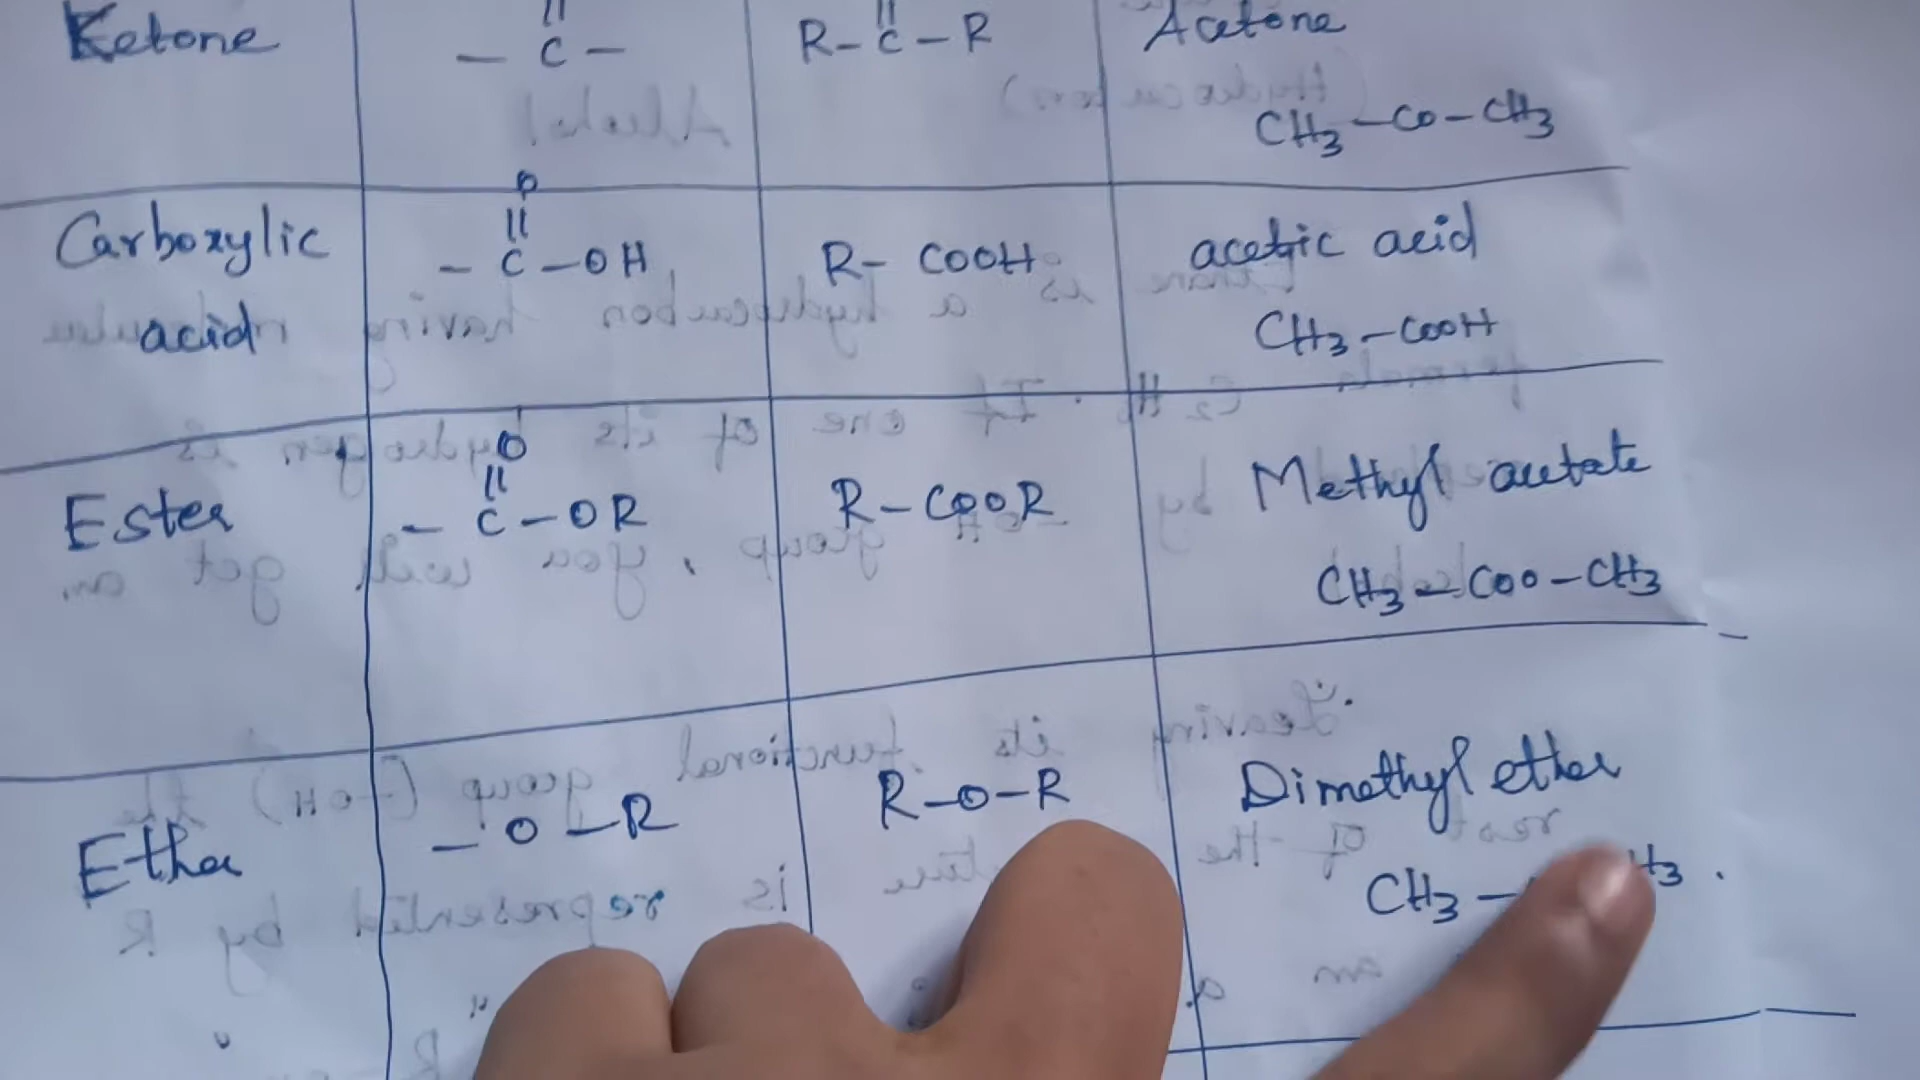 Ketone
||
— C —
||
R–C–R
Acetone
CH3–CO–CH3
Carboxylic
acid
O
||
– C –OH
R– COOH
acetic acid
CH3–COOH
Ester
O
||
– C –OR
R–COOR
Methyl acetate
CH3–COO–CH3
Ether
– O –R
R–O–R
Dimethyl ether
CH3–
H3.